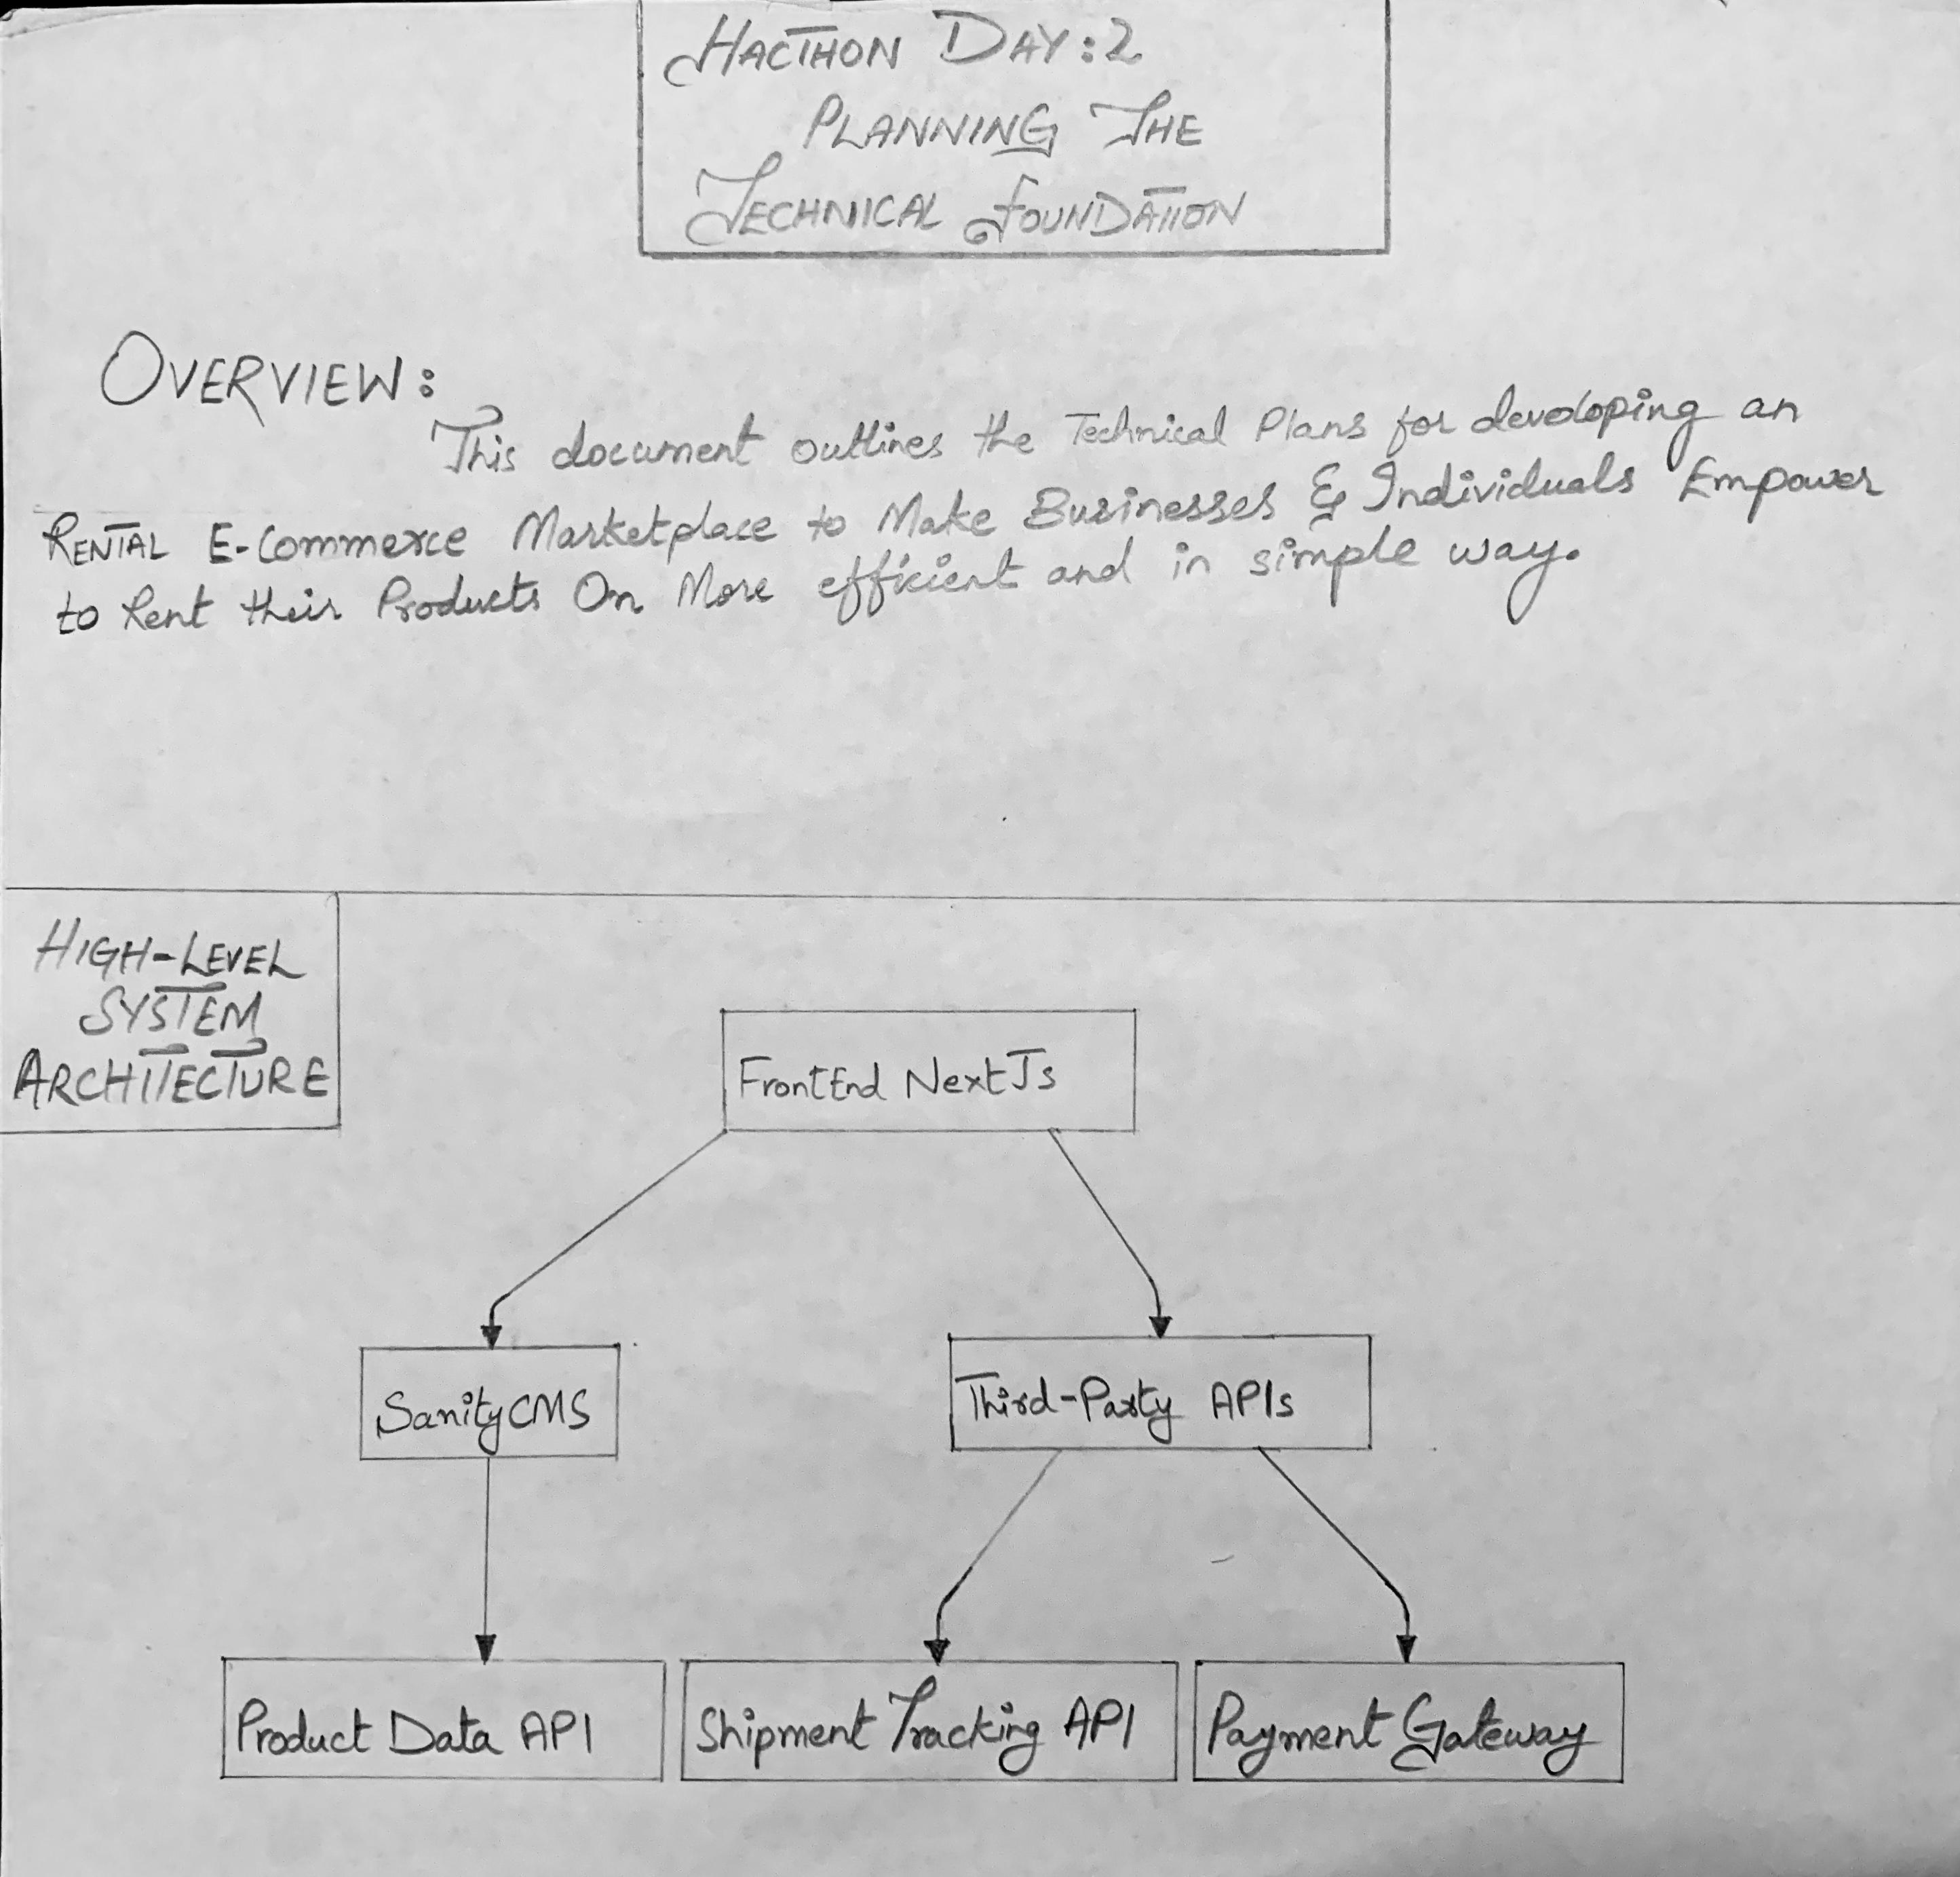 HACTHON DAY:2
PLANNING THE
TECHNICAL FOUNDATION
OVERVIEW:
This document outlines the Technical Plans for developing an
RENTAL E-Commerce Marketplace to Make Businesses & Individuals Empower
to Rent their Products On More efficient and in simple way.
HIGH-LEVEL
SYSTEM
ARCHITECTURE
FrontEnd NextJs
SanityCMS
Third-Party APIs
Product Data API
Shipment Tracking API
Payment Gateway